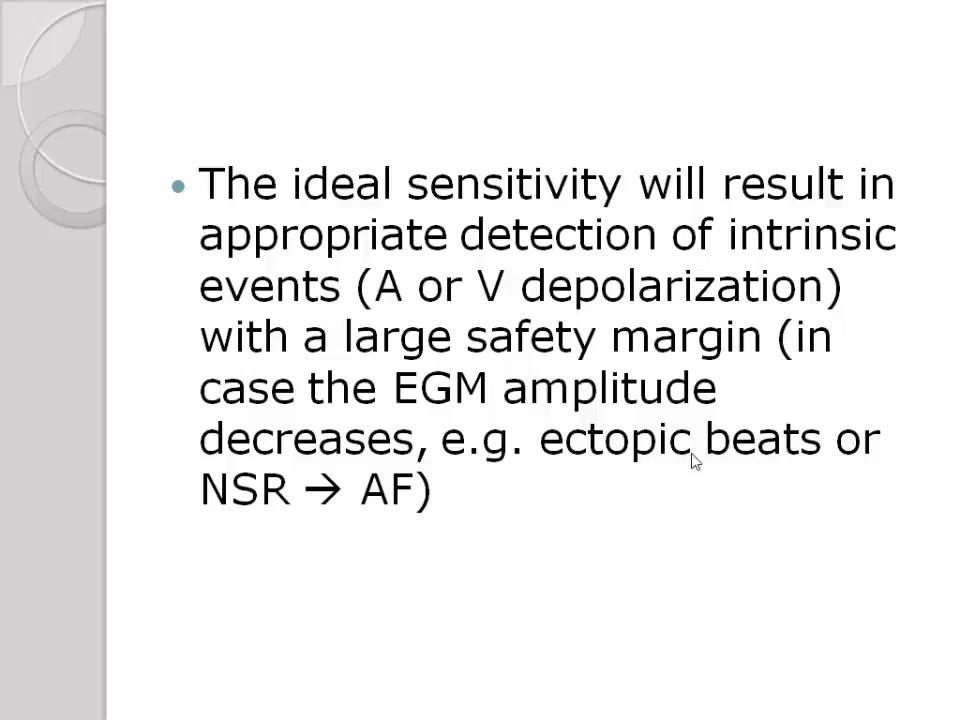 • The ideal sensitivity will result in
appropriate detection of intrinsic
events (A or V depolarization)
with a large safety margin (in
case the EGM amplitude
decreases, e.g. ectopic beats or
NSR → AF)